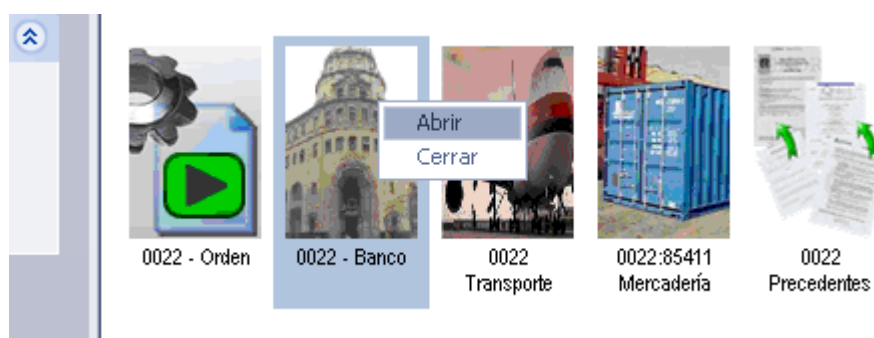 Abrir
Cerrar
0022 - Orden
0022 - Banco
0022
Transporte
0022:85411
Mercadería
0022
Precedentes